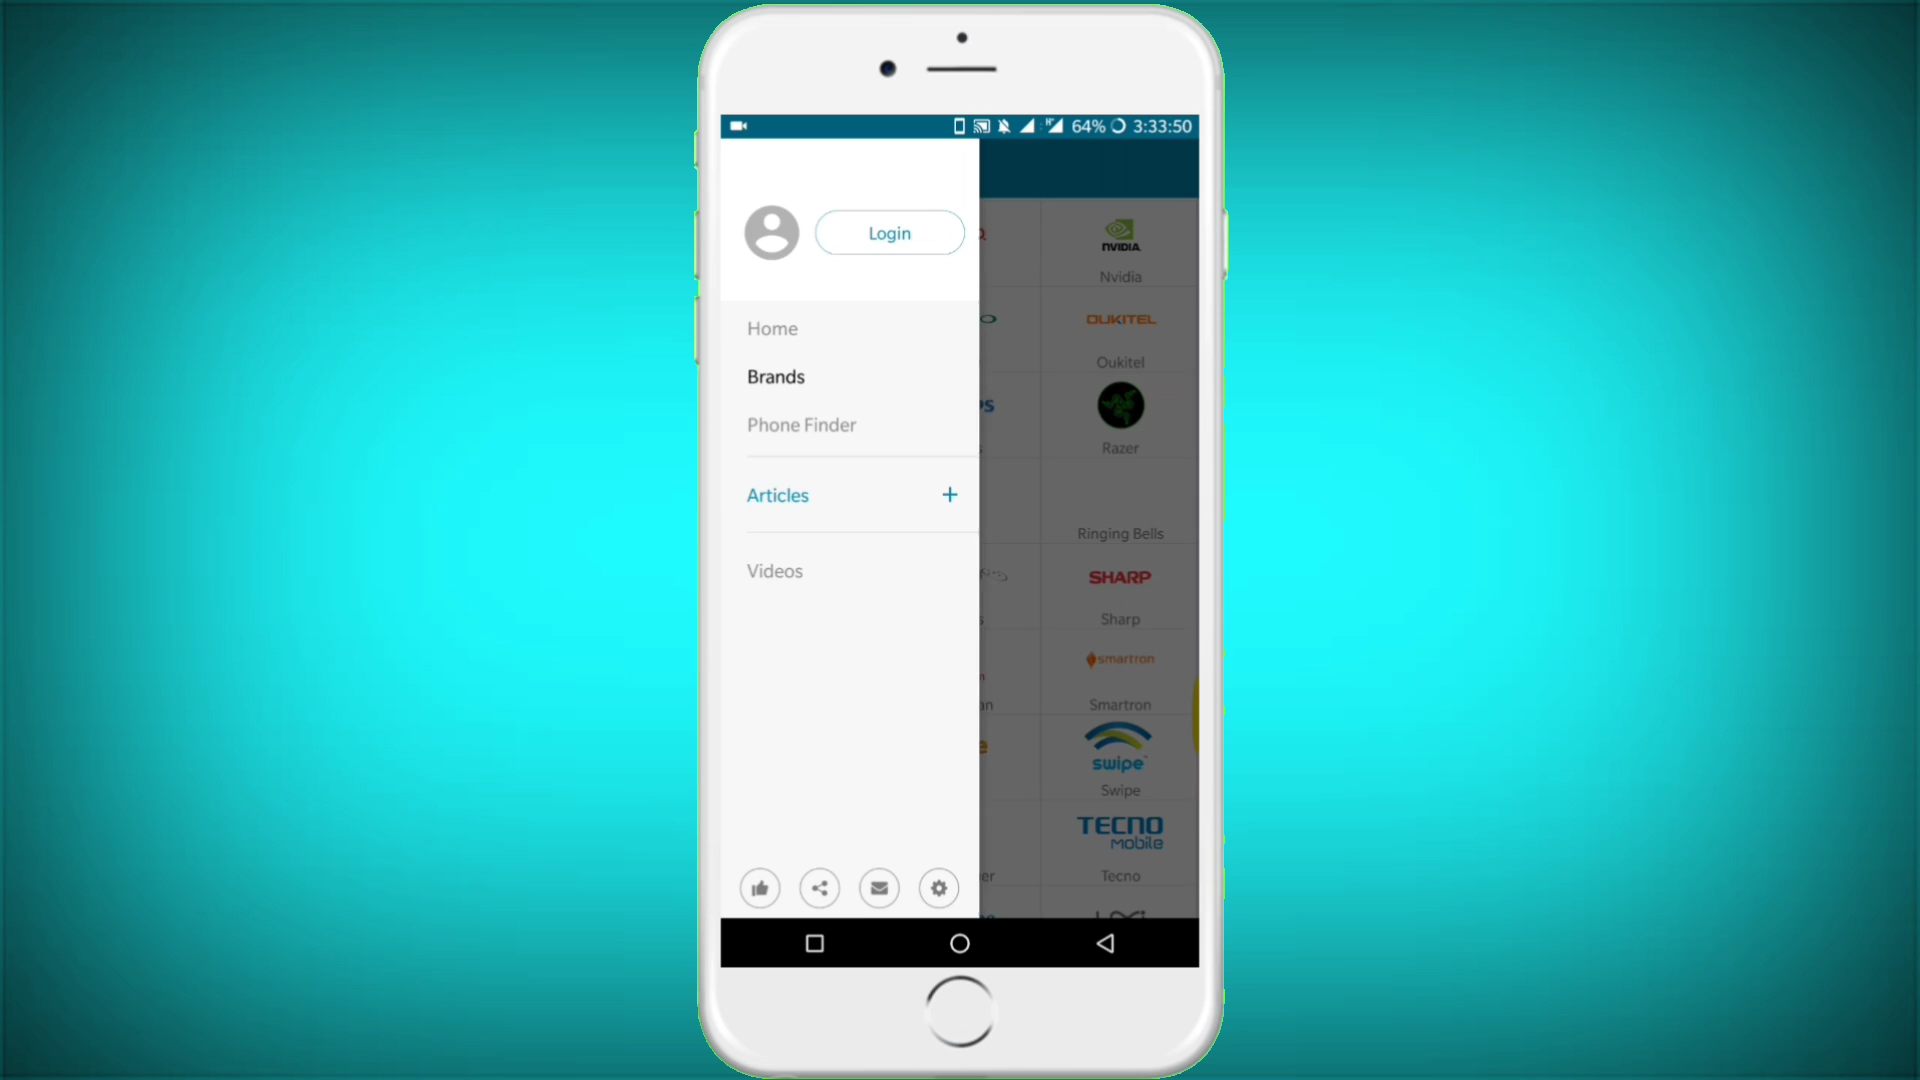 64% 3:33:50
Login
Home
Brands
Phone Finder
Articles +
Videos
NVIDIA
Nvidia
OUKITEL
Oukitel
Razer
Ringing Bells
SHARP
Sharp
smartron
Smartron
swipe
Swipe
TECNO
mobile
Tecno